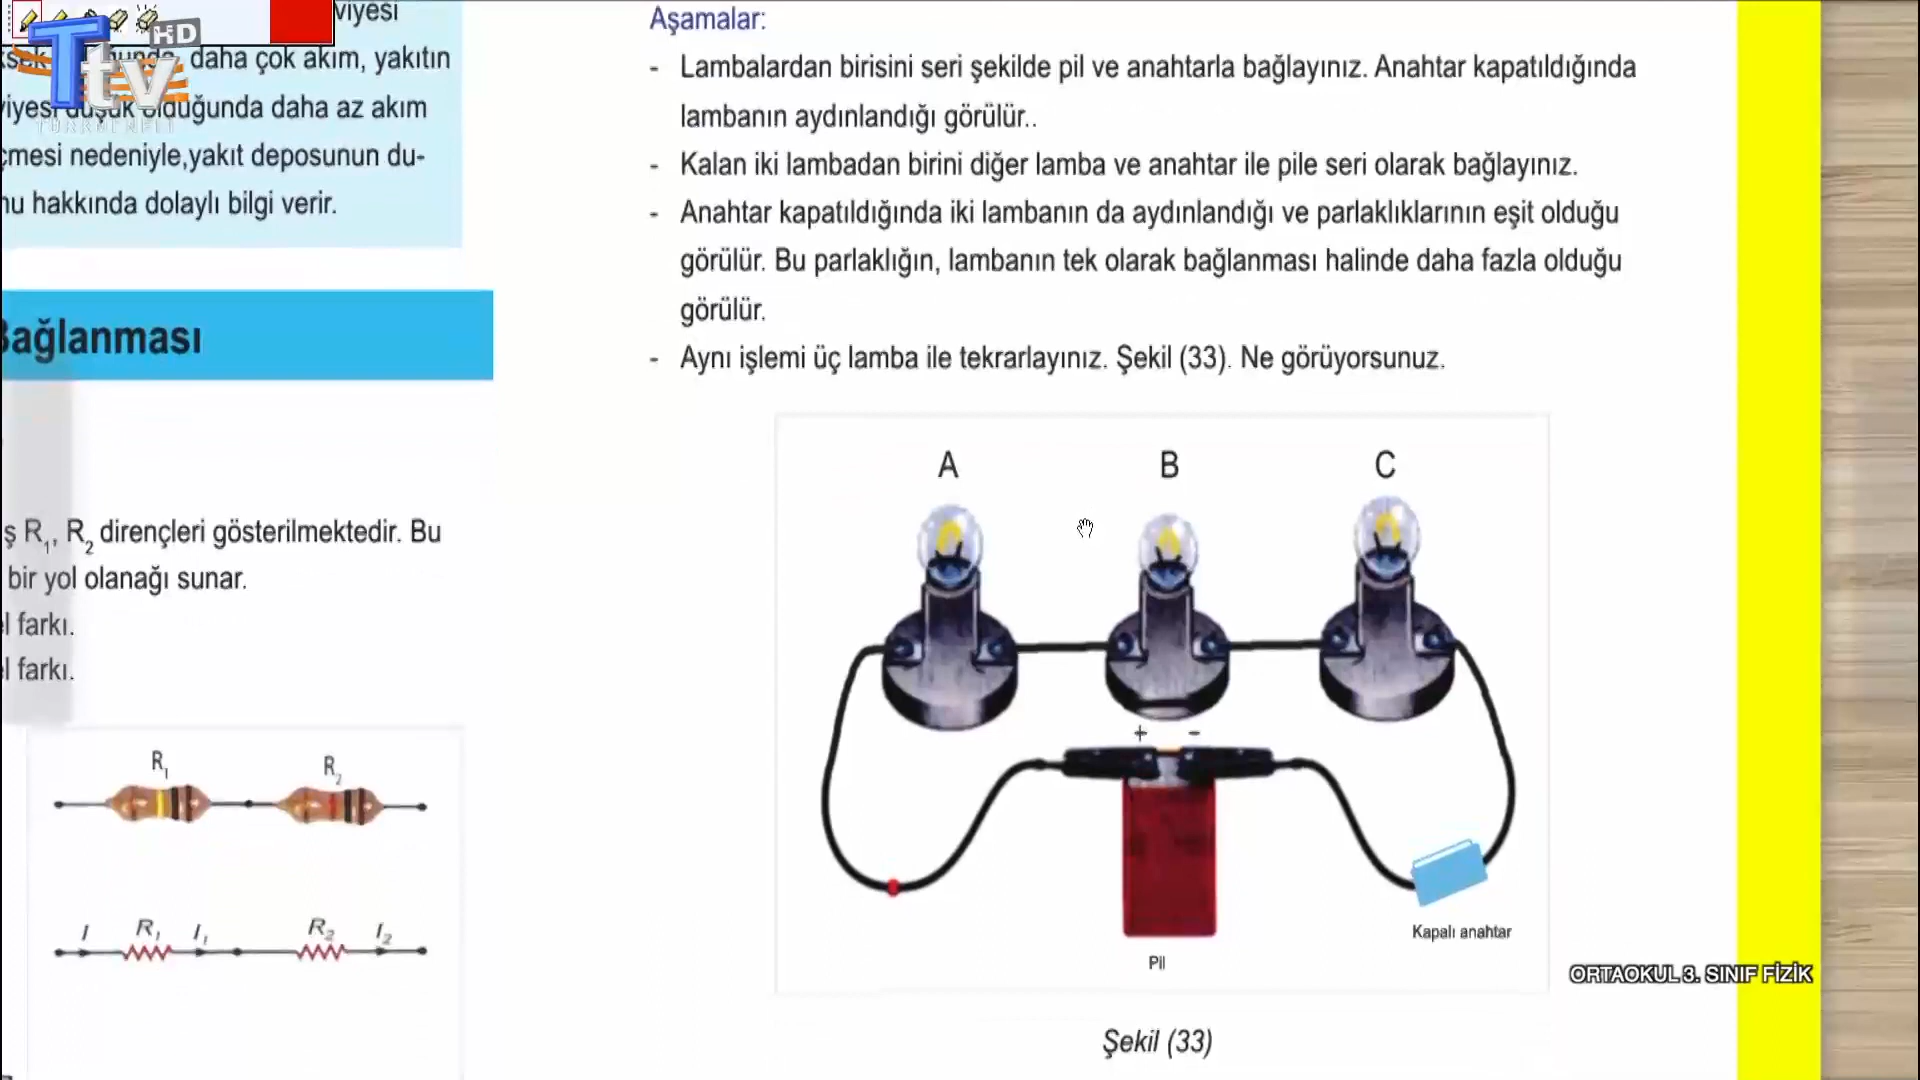 HD
Ttv
TÜRKMENELİ
viyesi
daha çok akım, yakıtın
viyesi düşük olduğunda daha az akım
çmesi nedeniyle,yakıt deposunun du-
hakkında dolaylı bilgi verir.
Bağlanması
ş R1, R2 dirençleri gösterilmektedir. Bu
bir yol olanağı sunar.
el farkı.
el farkı.
R1
R2
I R1 I1 R2 I2
Aşamalar:
- Lambalardan birisini seri şekilde pil ve anahtarla bağlayınız. Anahtar kapatıldığında
lambanın aydınlandığı görülür..
- Kalan iki lambadan birini diğer lamba ve anahtar ile pile seri olarak bağlayınız.
- Anahtar kapatıldığında iki lambanın da aydınlandığı ve parlaklıklarının eşit olduğu
görülür. Bu parlaklığın, lambanın tek olarak bağlanması halinde daha fazla olduğu
görülür.
- Aynı işlemi üç lamba ile tekrarlayınız. Şekil (33). Ne görüyorsunuz.
A B C
+ -
Kapalı anahtar
Pil
ORTAOKUL 3. SINIF FİZİK
Şekil (33)